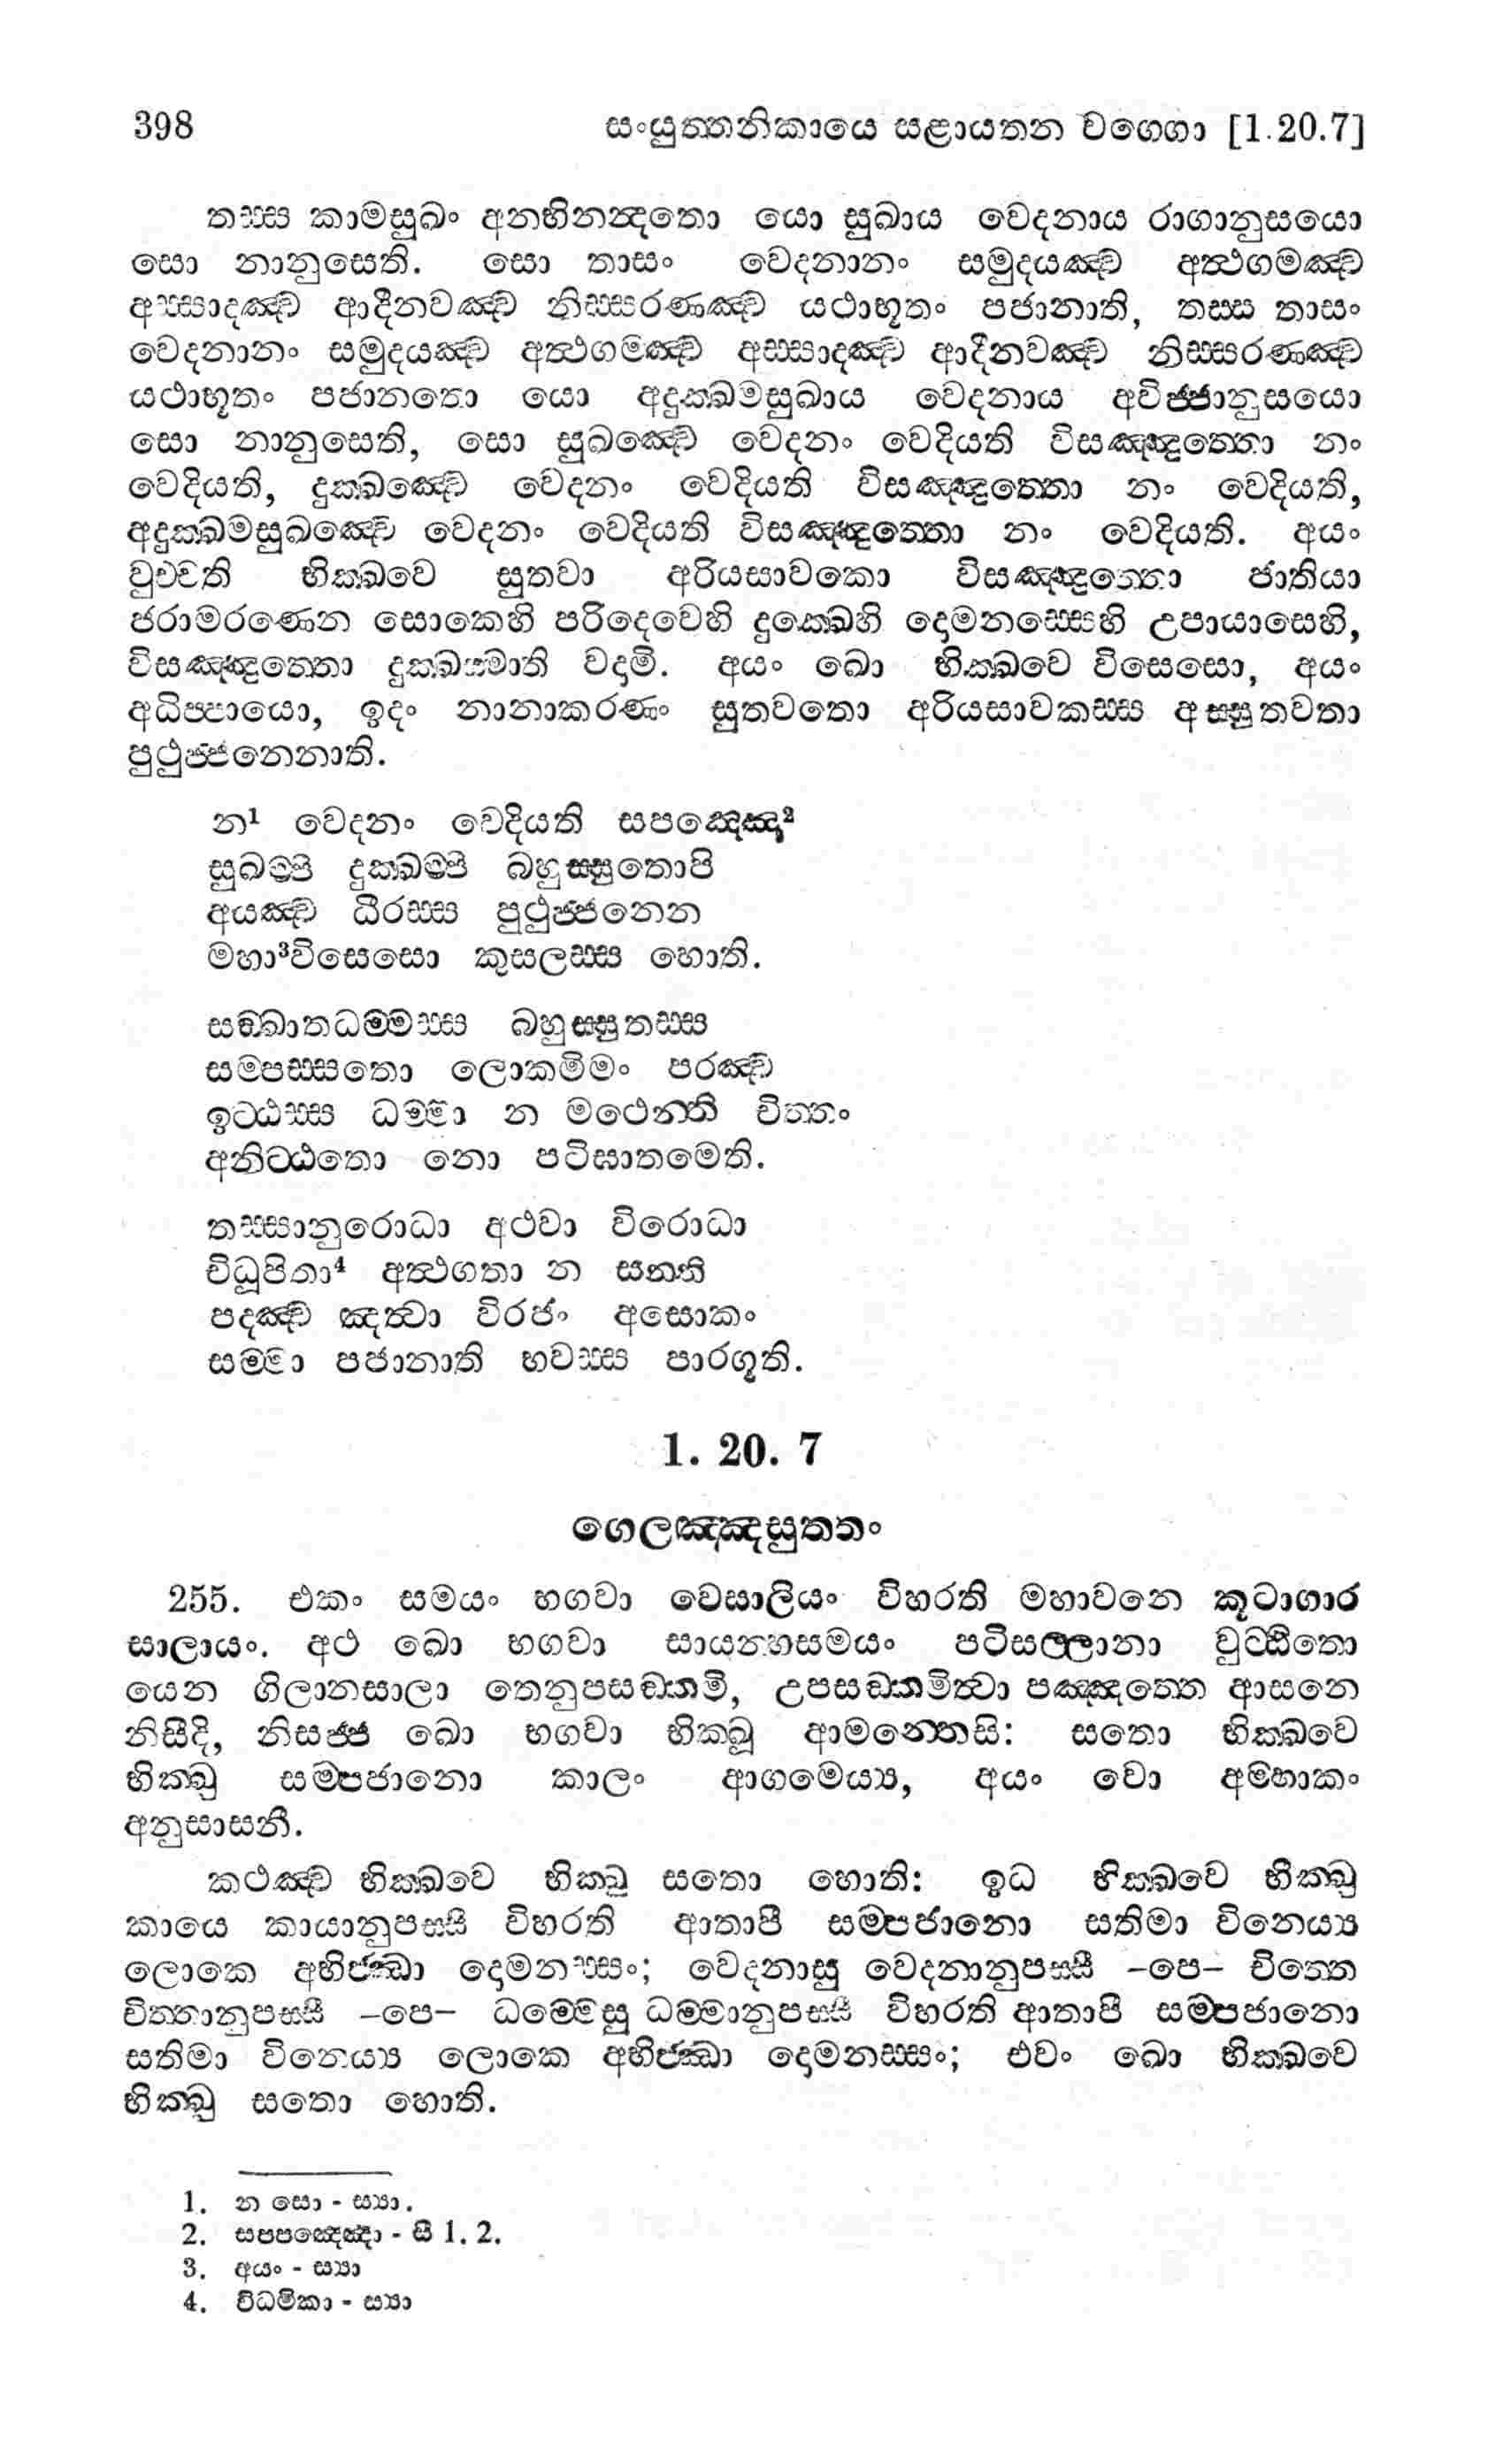 398 සංයුත්තනිකායෙ සළායතන වග්ගො [1.20.7]
තස්ස කාමසුඛං අනභිනන්දතො යො සුඛාය වෙදනාය රාගානුසයො
සො නානුසෙති. සො තාසං වෙදනානං සමුදයඤ්ච අත්ථගමඤ්ච
අස්සාදඤ්ච ආදීනවඤ්ච නිස්සරණඤ්ච යථාභූතං පජානාති, තස්ස තාසං
වෙදනානං සමුදයඤ්ච අත්ථගමඤ්ච අස්සාදඤ්ච ආදීනවඤ්ච නිස්සරණඤ්ච
යථාභූතං පජානතො යො අදුක්ඛමසුඛාය වෙදනාය අවිජ්ජානුසයො
සො නානුසෙති, සො සුඛඤ්චෙ වෙදනං වෙදියති විසඤ්ඤුත්තො නං
වෙදියති, දුක්ඛඤ්චෙ වෙදනං වෙදියති විසඤ්ඤුත්තො නං වෙදියති,
අදුක්ඛමසුඛඤ්චෙ වෙදනං වෙදියති විසඤ්ඤුත්තො නං වෙදියති. අයං
වුච්චති භික්ඛවෙ සුතවා අරියසාවකො විසඤ්ඤුත්තො ජාතියා
ජරාමරණෙන සොකෙහි පරිදෙවෙහි දුක්ඛෙහි දොමනස්සෙහි උපායාසෙහි,
විසඤ්ඤුත්තො දුක්ඛස්මාති වදාමි. අයං ඛො භික්ඛවෙ විසෙසො, අයං
අධිප්පායො, ඉදං නානාකරණං සුතවතො අරියසාවකස්ස අස්සුතවතා
පුථුජ්ජනෙනාති.
න¹ වෙදනං වෙදියති සපඤ්ඤො²
සුඛම්පි දුක්ඛම්පි බහුස්සුතොපි
අයඤ්ච ධීරස්ස පුථුජ්ජනෙන
මහා³විසෙසො කුසලස්ස හොති.
සඞ්ඛාතධම්මස්ස බහුස්සුතස්ස
සම්පස්සතො ලොකමිමං පරඤ්ච
ඉට්ඨස්ස ධම්මා න මථෙන්ති චිත්තං
අනිට්ඨතො නො පටිඝාතමෙති.
තස්සානුරොධා අථවා විරොධා
විධූපිතා⁴ අත්ථගතා න සන්ති
පදඤ්ච ඤත්වා විරජං අසොකං
සම්මා පජානාති භවස්ස පාරගූති.
1. 20. 7
ගෙලඤ්ඤසුත්තං
255. එකං සමයං භගවා වෙසාලියං විහරති මහාවනෙ කූටාගාර
සාලායං. අථ ඛො භගවා සායන්හසමයං පටිසල්ලානා වුට්ඨිතො
යෙන ගිලානසාලා තෙනුපසඞ්කමි, උපසඞ්කමිත්වා පඤ්ඤත්තෙ ආසනෙ
නිසීදි, නිසජ්ජ ඛො භගවා භික්ඛූ ආමන්තෙසි: සතො භික්ඛවෙ
භික්ඛු සම්පජානො කාලං ආගමෙය්‍ය, අයං වො අම්හාකං
අනුසාසනී.
කථඤ්ච භික්ඛවෙ භික්ඛු සතො හොති: ඉධ භික්ඛවෙ භික්ඛු
කායෙ කායානුපස්සී විහරති ආතාපී සම්පජානො සතිමා විනෙය්‍ය
ලොකෙ අභිජ්ඣා දොමනස්සං; වෙදනාසු වෙදනානුපස්සී –පෙ– චිත්තෙ
චිත්තානුපස්සී –පෙ– ධම්මෙසු ධම්මානුපස්සී විහරති ආතාපී සම්පජානො
සතිමා විනෙය්‍ය ලොකෙ අභිජ්ඣා දොමනස්සං; එවං ඛො භික්ඛවෙ
භික්ඛු සතො හොති.
1. න සො - ස්‍යා.
2. සප්පඤ්ඤො - සී 1. 2.
3. අයං - ස්‍යා
4. විධමිකා - ස්‍යා